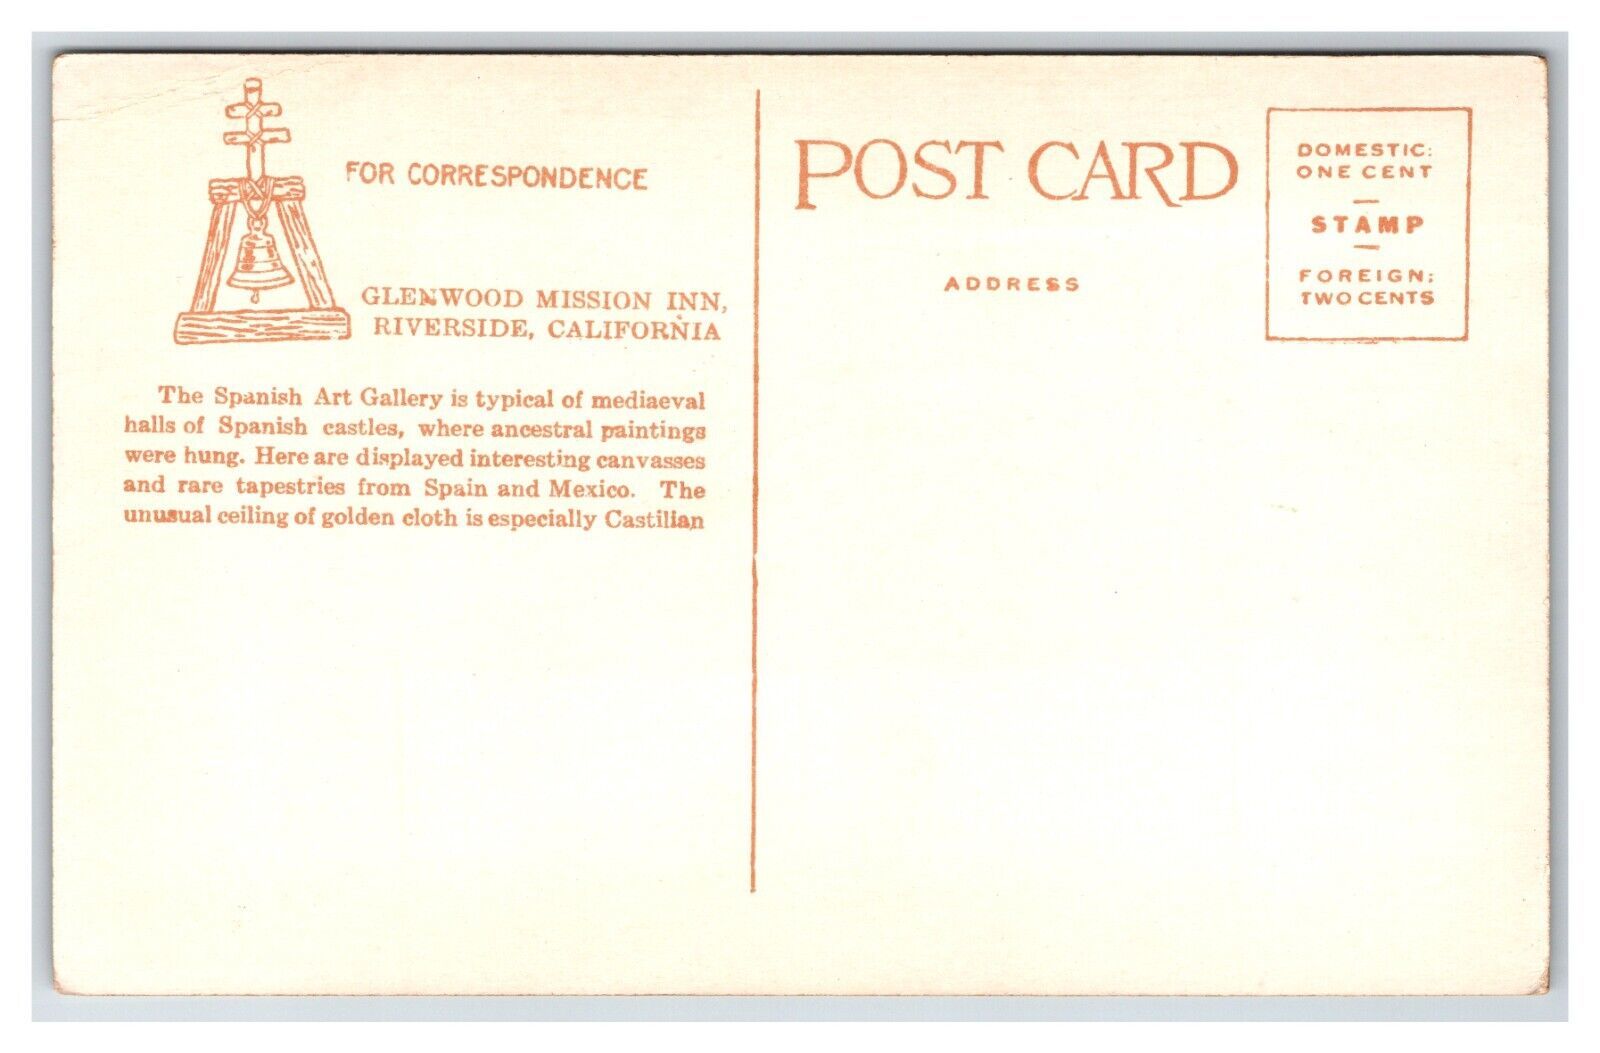 FOR CORRESPONDENCE
GLENWOOD MISSION INN,
RIVERSIDE, CALIFORNIA
The Spanish Art Gallery is typical of mediaeval
halls of Spanish castles, where ancestral paintings
were hung. Here are displayed interesting canvasses
and rare tapestries from Spain and Mexico. The
unusual ceiling of golden cloth is especially Castilian
POST CARD
ADDRESS
DOMESTIC:
ONE CENT
STAMP
FOREIGN;
TWO CENTS